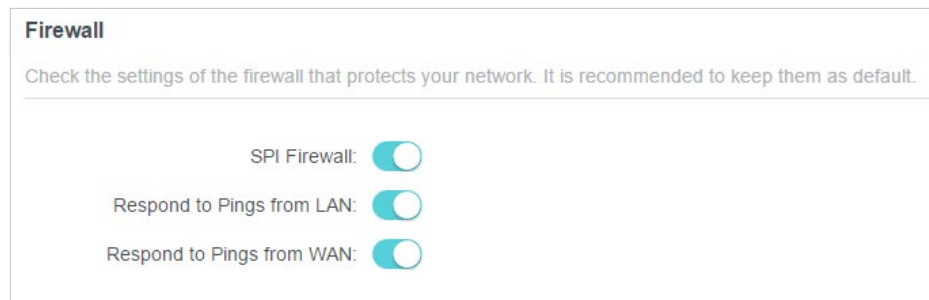 Firewall
Check the settings of the firewall that protects your network. It is recommended to keep them as default.
SPI Firewall:
Respond to Pings from LAN:
Respond to Pings from WAN: